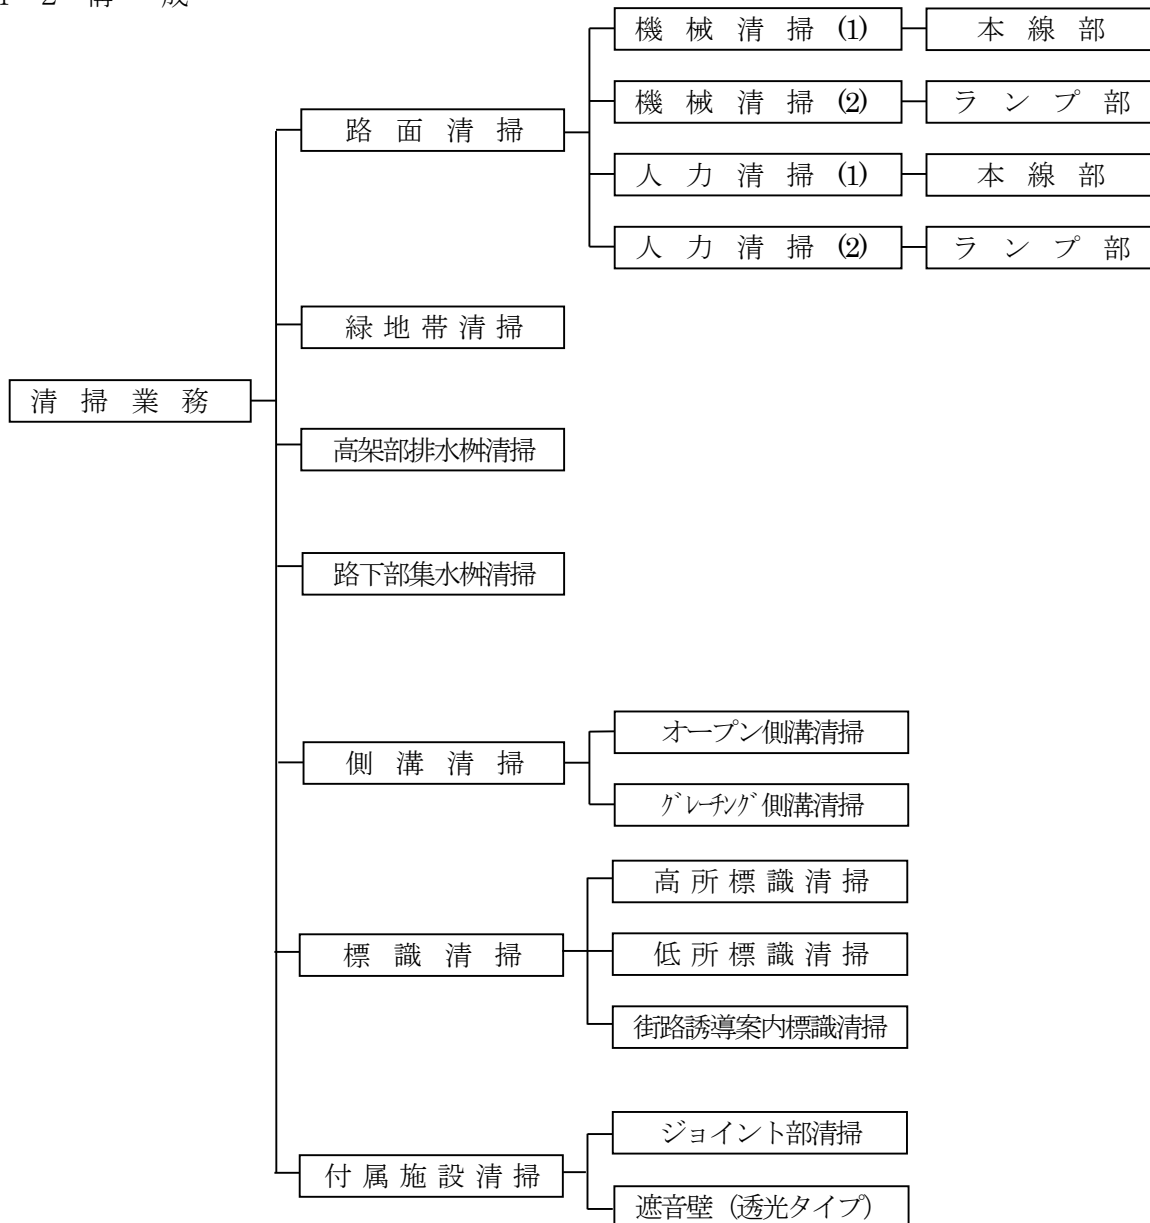 1 2 構 成
機 械 清 掃 (1) 本 線 部
機 械 清 掃 (2) ラ ン プ 部
路 面 清 掃
人 力 清 掃 (1) 本 線 部
人 力 清 掃 (2) ラ ン プ 部
緑 地 帯 清 掃
清 掃 業 務
高架部排水桝清掃
路下部集水桝清掃
オープン側溝清掃
側 溝 清 掃
グレーチング側溝清掃
高 所 標 識 清 掃
標 識 清 掃
低 所 標 識 清 掃
街路誘導案内標識清掃
ジョイント部清掃
付 属 施 設 清 掃
遮音壁（透光タイプ）